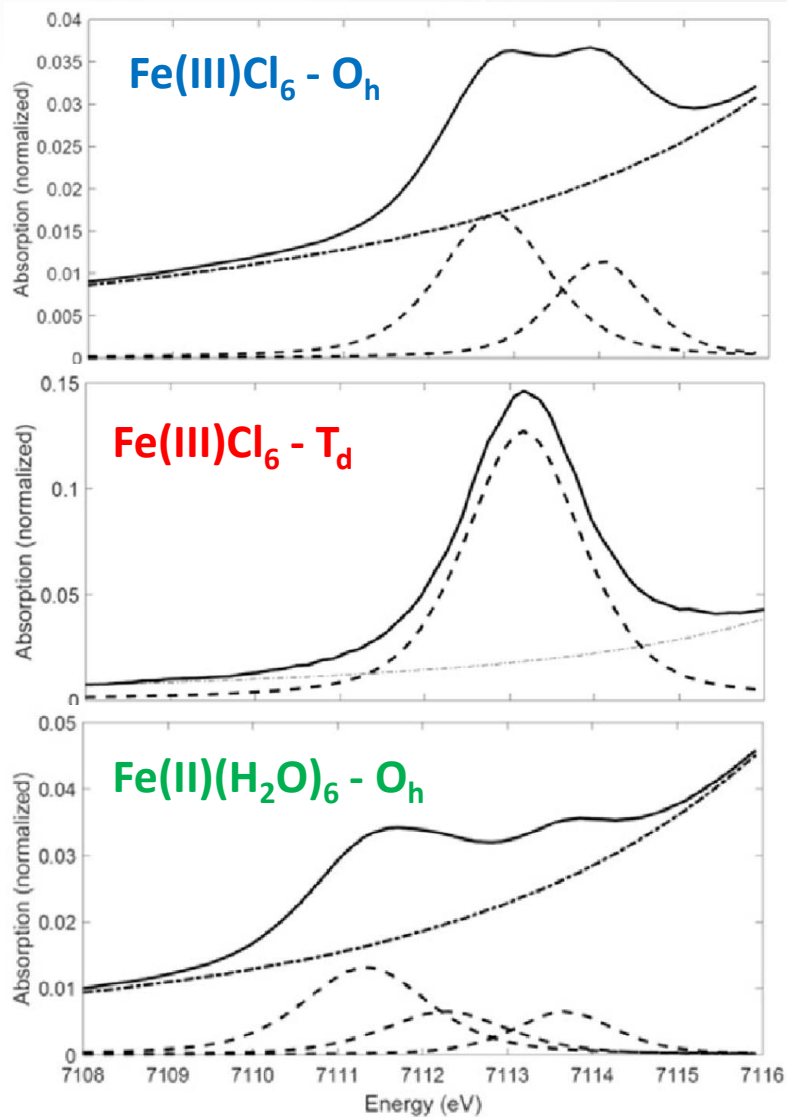 0.04
Fe(III)Cl₆ - Oₕ
0.035
0.03
0.025
0.02
0.015
0.01
0.005
0
Absorption (normalized)
0.15
Fe(III)Cl₆ - T_d
0.1
0.05
0
Absorption (normalized)
0.05
Fe(II)(H₂O)₆ - Oₕ
0.04
0.03
0.02
0.01
0
Absorption (normalized)
7108 7109 7110 7111 7112 7113 7114 7115 7116
Energy (eV)